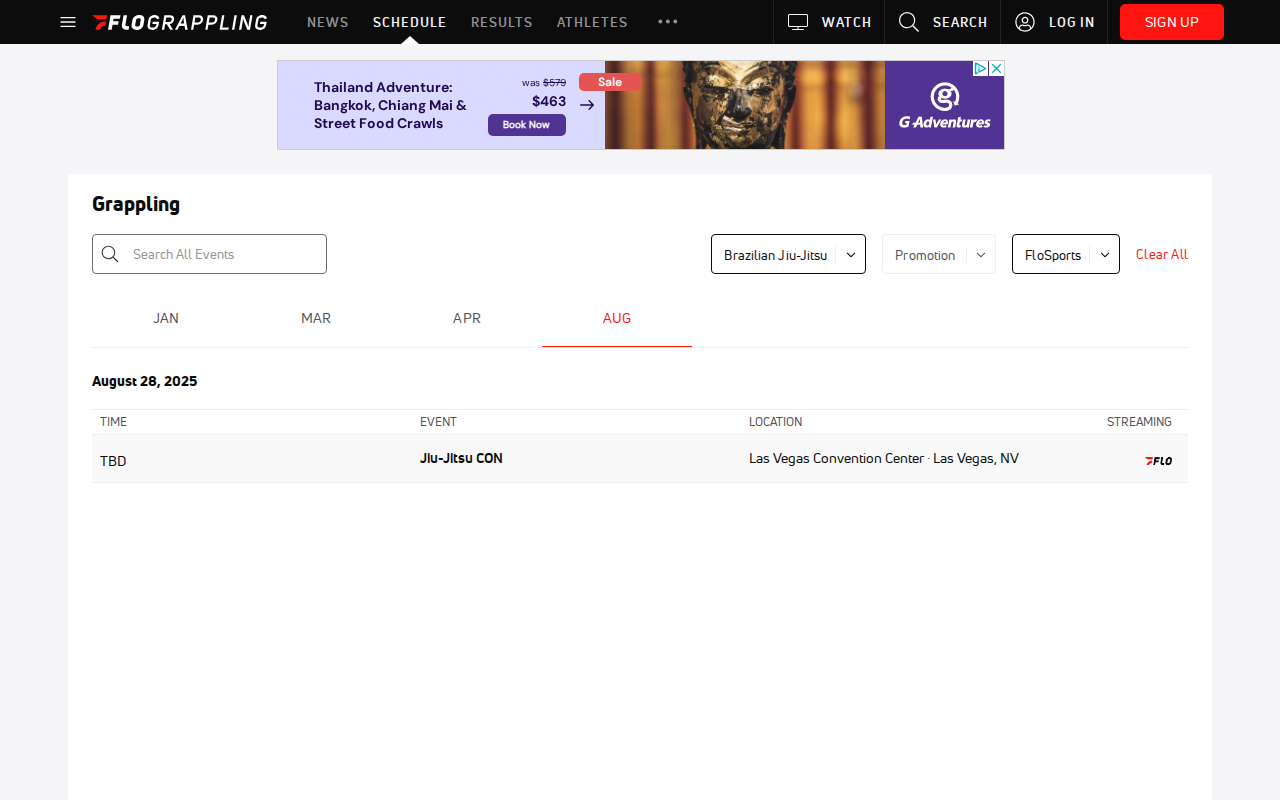 FLOGRAPPLING NEWS SCHEDULE RESULTS ATHLETES ••• WATCH SEARCH LOG IN SIGN UP
Thailand Adventure:
Bangkok, Chiang Mai &
Street Food Crawls
was $579
$463
Book Now
Sale
G Adventures
Grappling
Search All Events
Brazilian Jiu-Jitsu Promotion FloSports Clear All
JAN MAR APR AUG
August 28, 2025
TIME EVENT LOCATION STREAMING
TBD Jiu-Jitsu CON Las Vegas Convention Center · Las Vegas, NV FLO